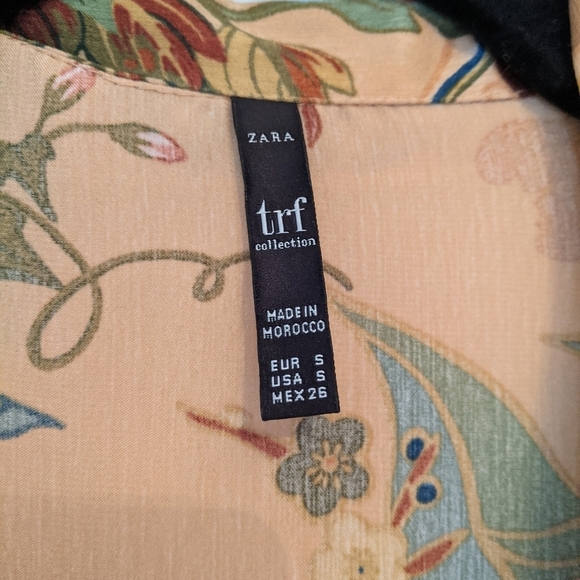 ZARA
trf
collection
MADE IN
MOROCCO
EUR S
USA S
MEX 26